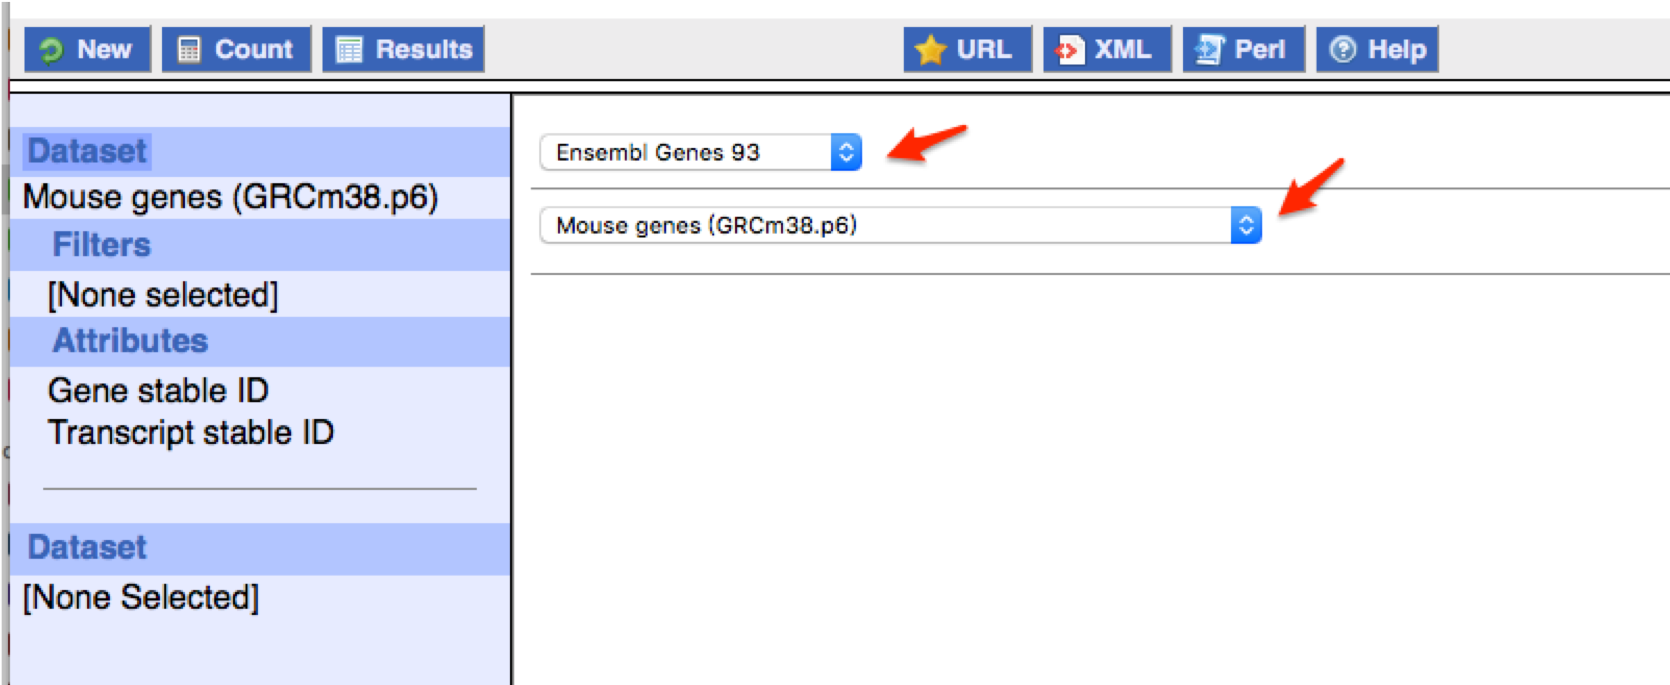 New Count Results URL XML Perl Help
Dataset
Mouse genes (GRCm38.p6)
Filters
[None selected]
Attributes
Gene stable ID
Transcript stable ID
Dataset
[None Selected]
Ensembl Genes 93
Mouse genes (GRCm38.p6)